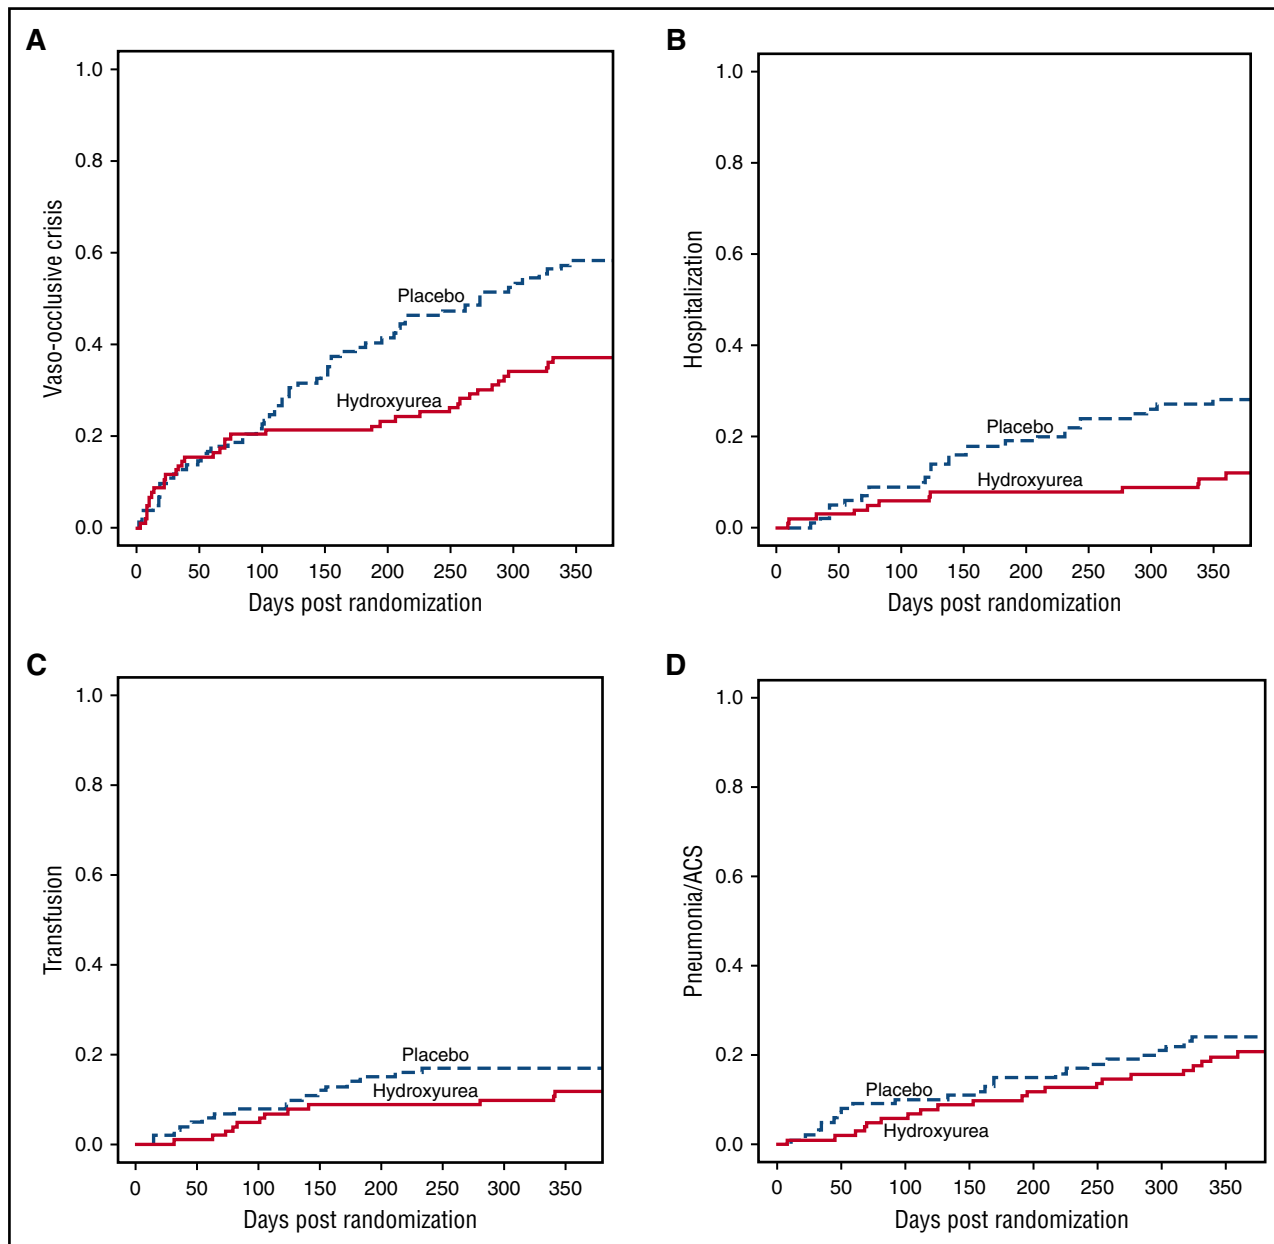 A
Vaso-occlusive crisis
1.0
0.8
0.6
0.4
0.2
0.0
Placebo
Hydroxyurea
0 50 100 150 200 250 300 350
Days post randomization
B
Hospitalization
1.0
0.8
0.6
0.4
0.2
0.0
Placebo
Hydroxyurea
0 50 100 150 200 250 300 350
Days post randomization
C
Transfusion
1.0
0.8
0.6
0.4
0.2
0.0
Placebo
Hydroxyurea
0 50 100 150 200 250 300 350
Days post randomization
D
Pneumonia/ACS
1.0
0.8
0.6
0.4
0.2
0.0
Placebo
Hydroxyurea
0 50 100 150 200 250 300 350
Days post randomization